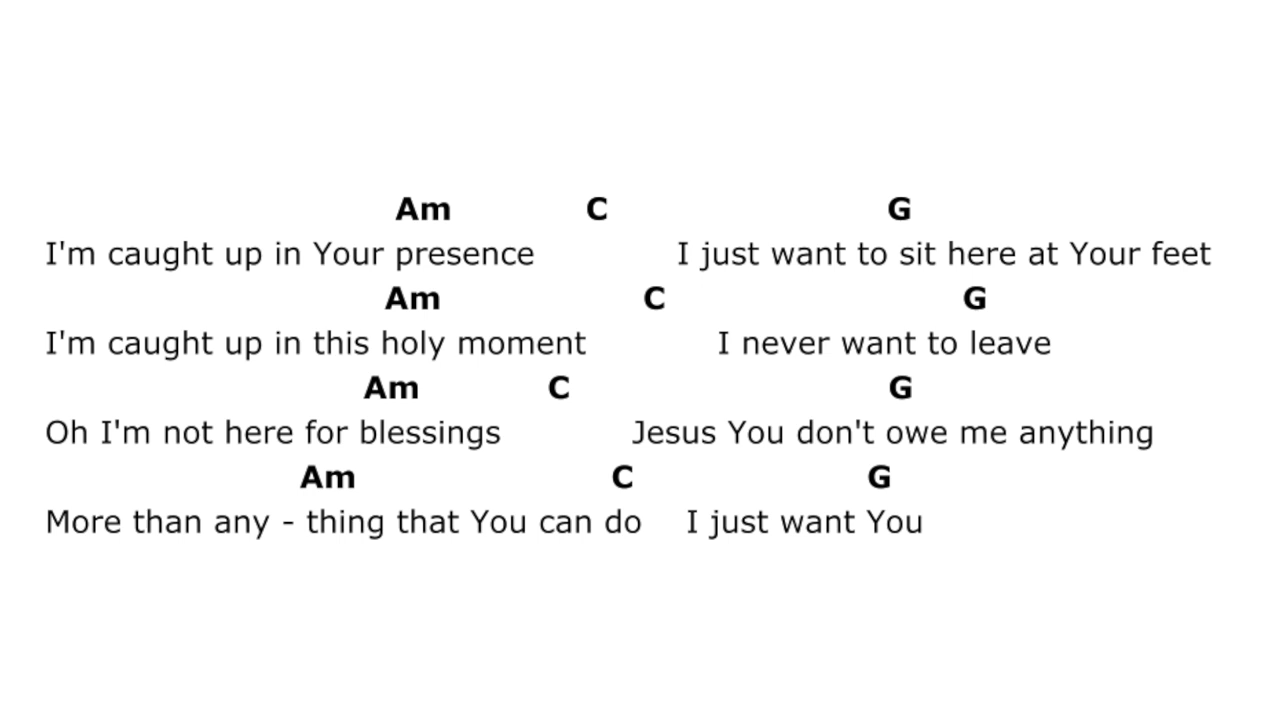 Am C G
I'm caught up in Your presence I just want to sit here at Your feet
Am C G
I'm caught up in this holy moment I never want to leave
Am C G
Oh I'm not here for blessings Jesus You don't owe me anything
Am C G
More than any - thing that You can do I just want You